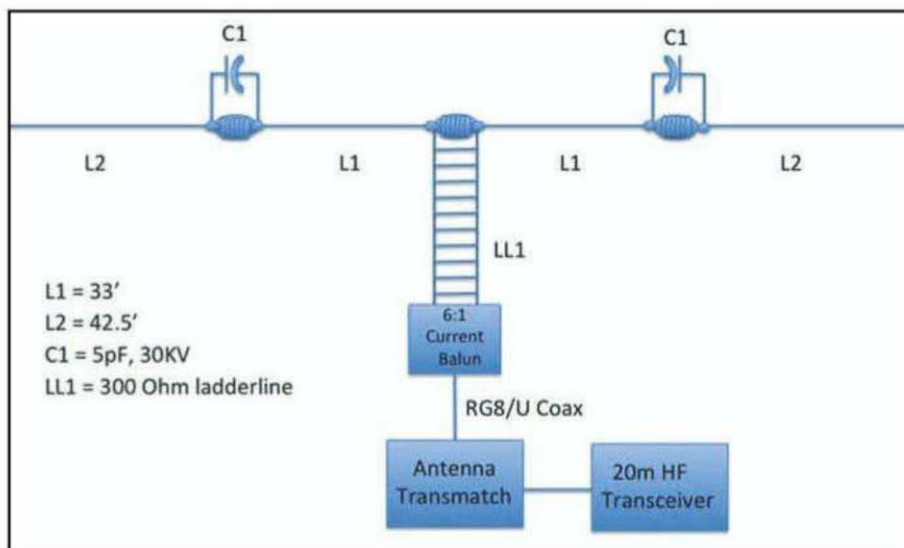 C1
C1
L2
L1
L1
L2
LL1
L1 = 33'
L2 = 42.5'
C1 = 5pF, 30KV
LL1 = 300 Ohm ladderline
6:1
Current
Balun
RG8/U Coax
Antenna
Transmatch
20m HF
Transceiver